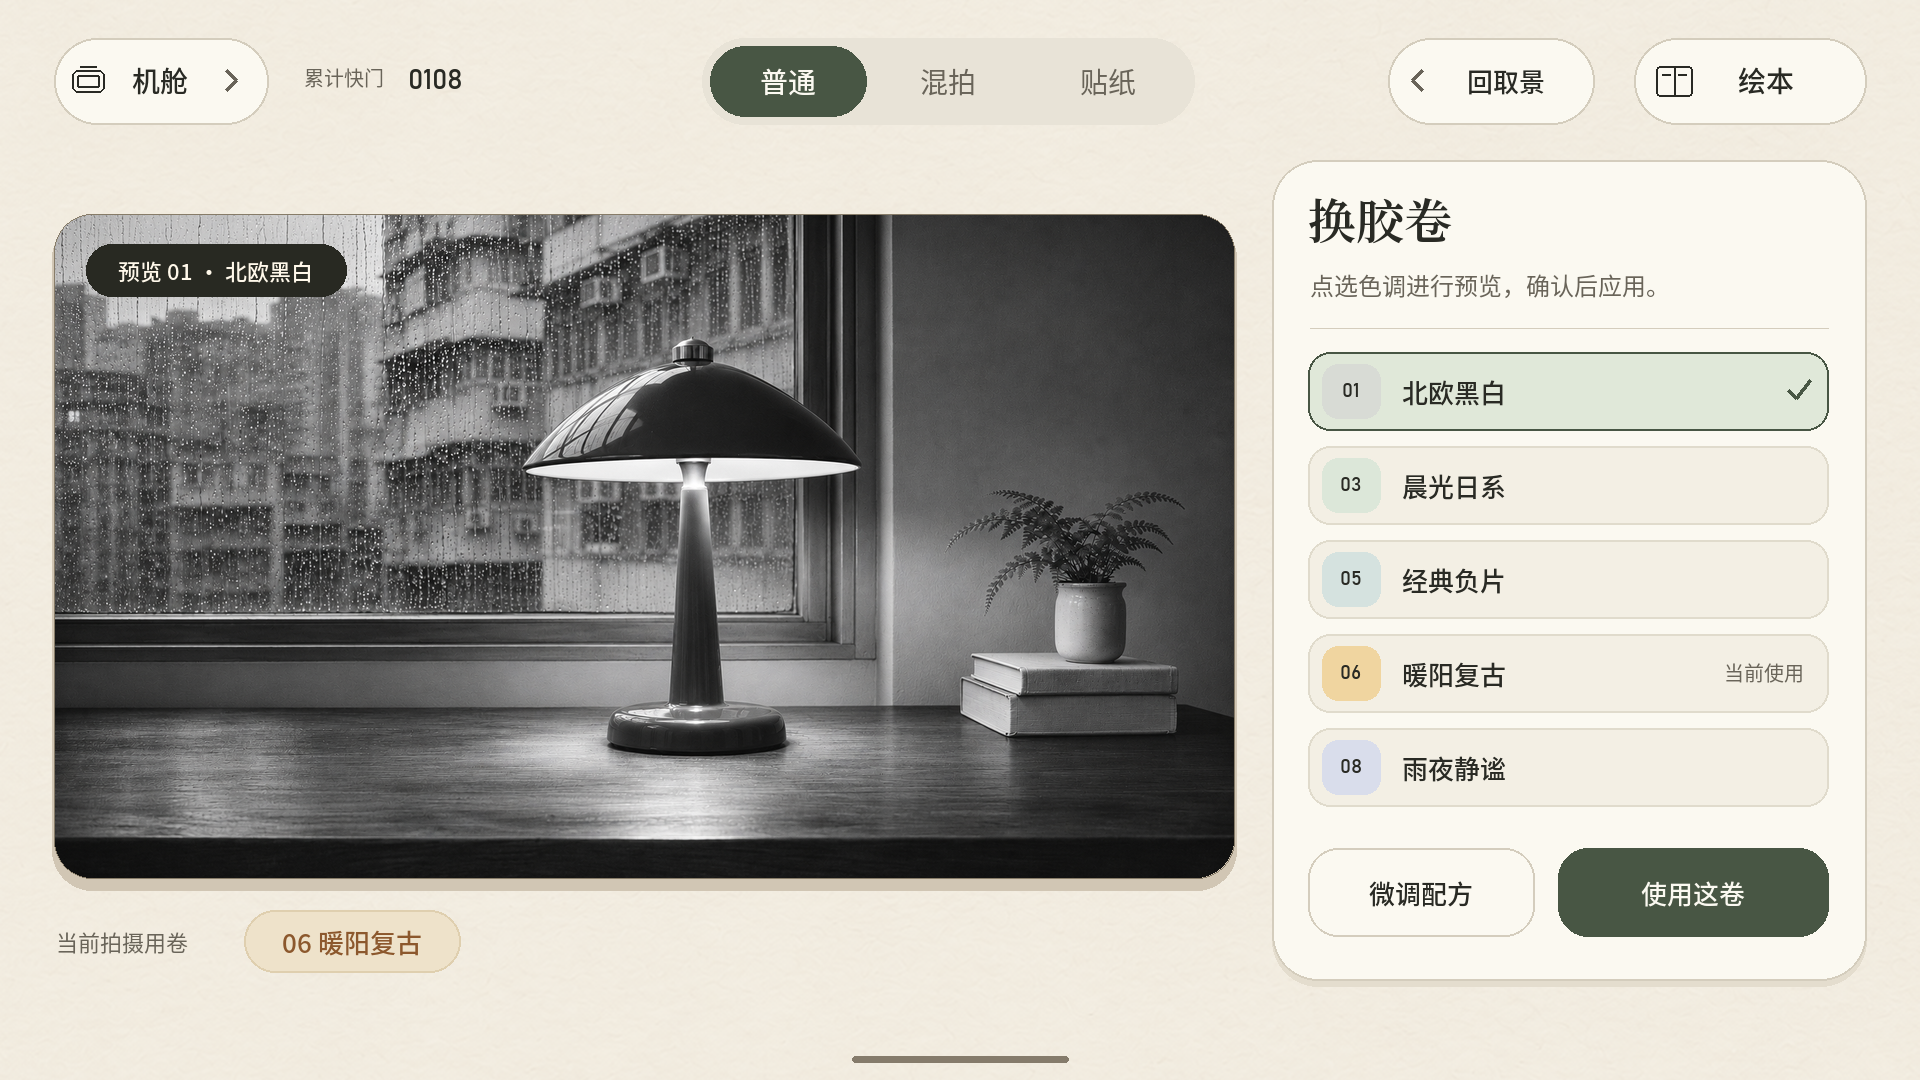 机舱
累计快门 0108
普通
混拍
贴纸
回取景
绘本
预览 01 · 北欧黑白
当前拍摄用卷
06 暖阳复古
换胶卷
点选色调进行预览，确认后应用。
01 北欧黑白
03 晨光日系
05 经典负片
06 暖阳复古 当前使用
08 雨夜静谧
微调配方
使用这卷